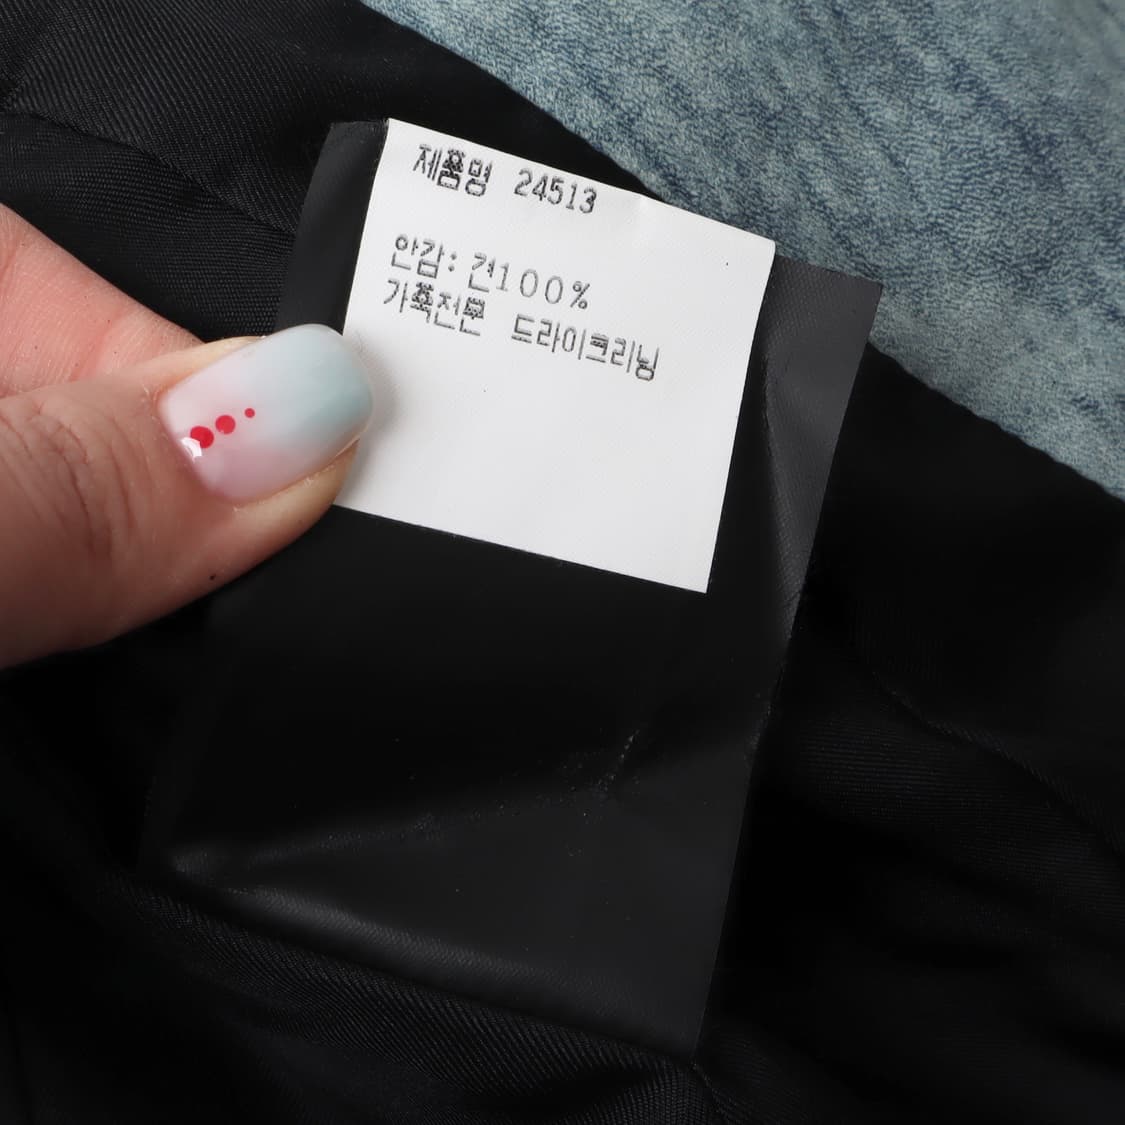 제품명 24513
안감: 견100%
가죽전문 드라이크리닝